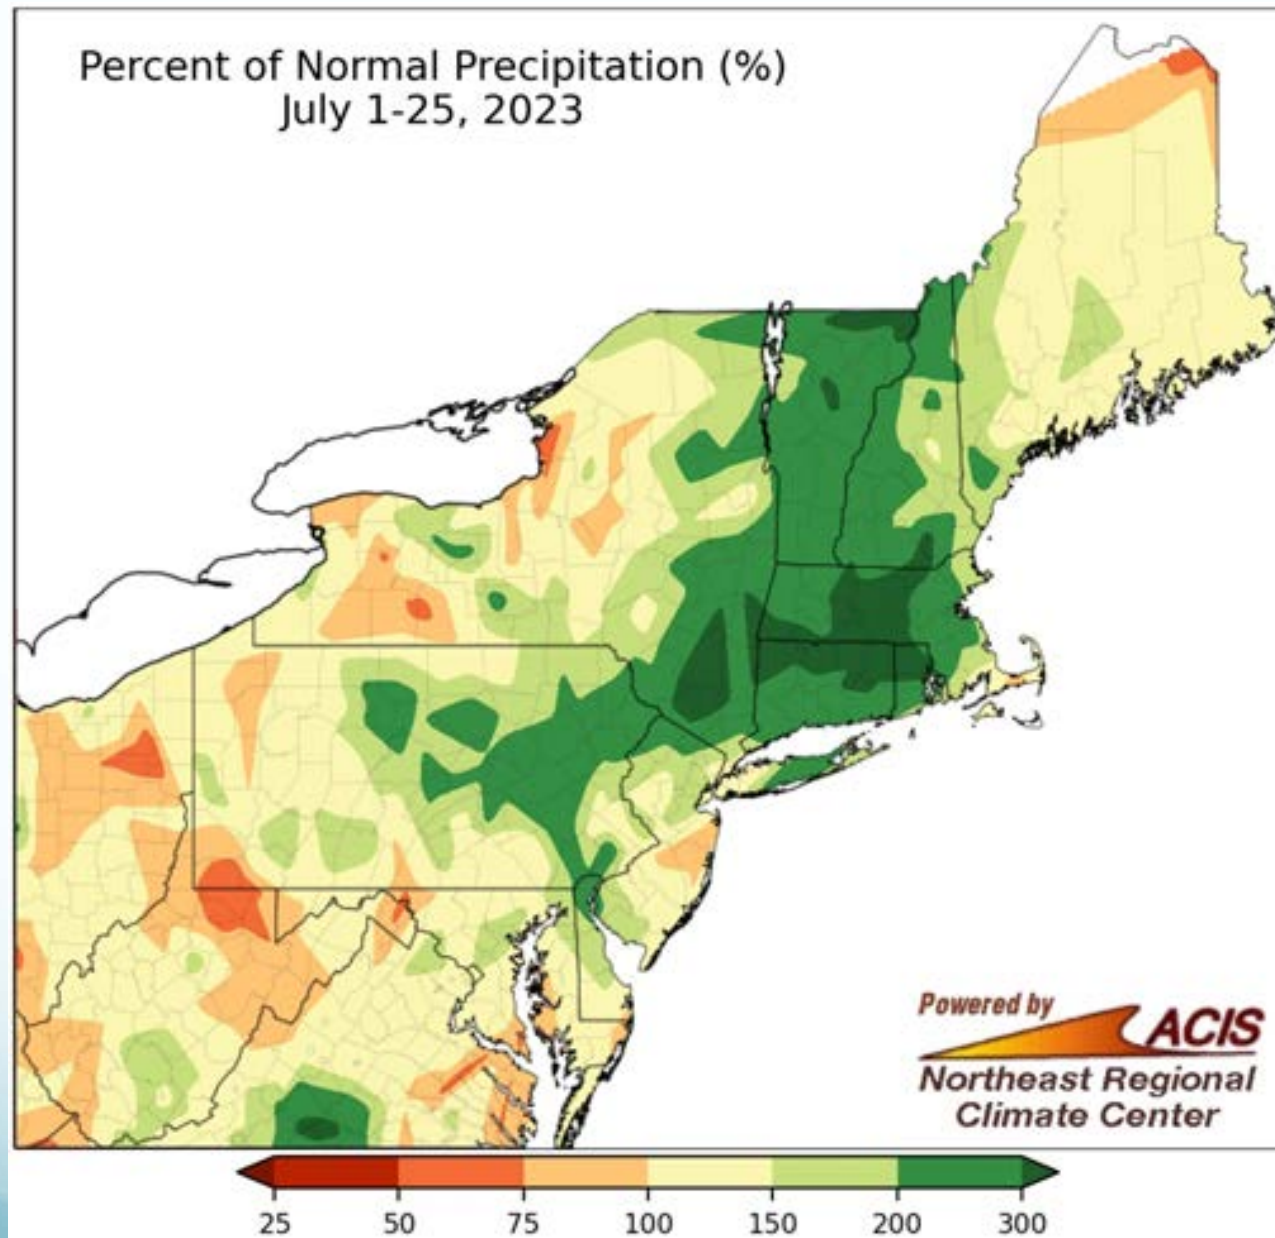 Percent of Normal Precipitation (%)
July 1-25, 2023
Powered by
ACIS
Northeast Regional
Climate Center
25 50 75 100 150 200 300